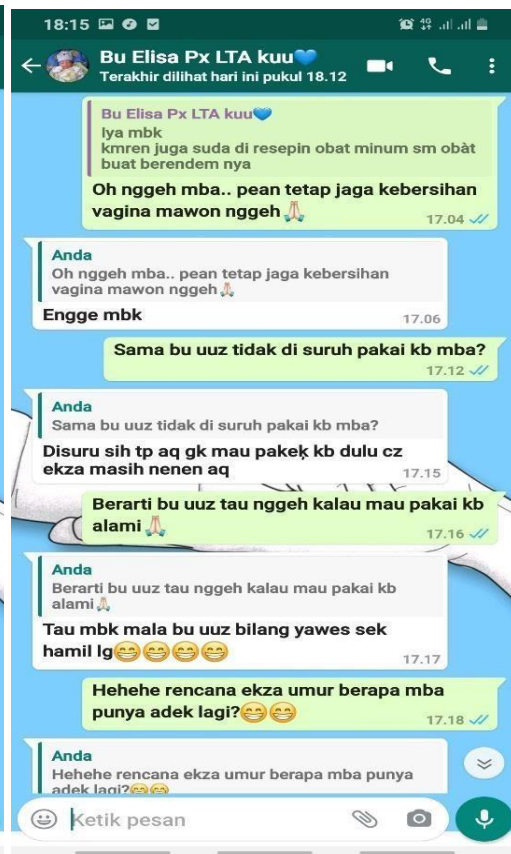 18:15
4G
Bu Elisa Px LTA kuu💙
Terakhir dilihat hari ini pukul 18.12
Bu Elisa Px LTA kuu💙
Iya mbk
kmren juga suda di resepin obat minum sm obàt
buat berendem nya
Oh nggeh mba.. pean tetap jaga kebersihan
vagina mawon nggeh🙏🏻
17.04
Anda
Oh nggeh mba.. pean tetap jaga kebersihan
vagina mawon nggeh🙏🏻
Engge mbk
17.06
Sama bu uuz tidak di suruh pakai kb mba?
17.12
Anda
Sama bu uuz tidak di suruh pakai kb mba?
Disuru sih tp aq gk mau pakeķ kb dulu cz
ekza masih nenen aq
17.15
Berarti bu uuz tau nggeh kalau mau pakai kb
alami🙏🏻
17.16
Anda
Berarti bu uuz tau nggeh kalau mau pakai kb
alami🙏🏻
Tau mbk mala bu uuz bilang yawes sek
hamil lg😁😁😁😁
17.17
Hehehe rencana ekza umur berapa mba
punya adek lagi?😁😁
17.18
Anda
Hehehe rencana ekza umur berapa mba punya
adek lagi?😁😁
Ketik pesan